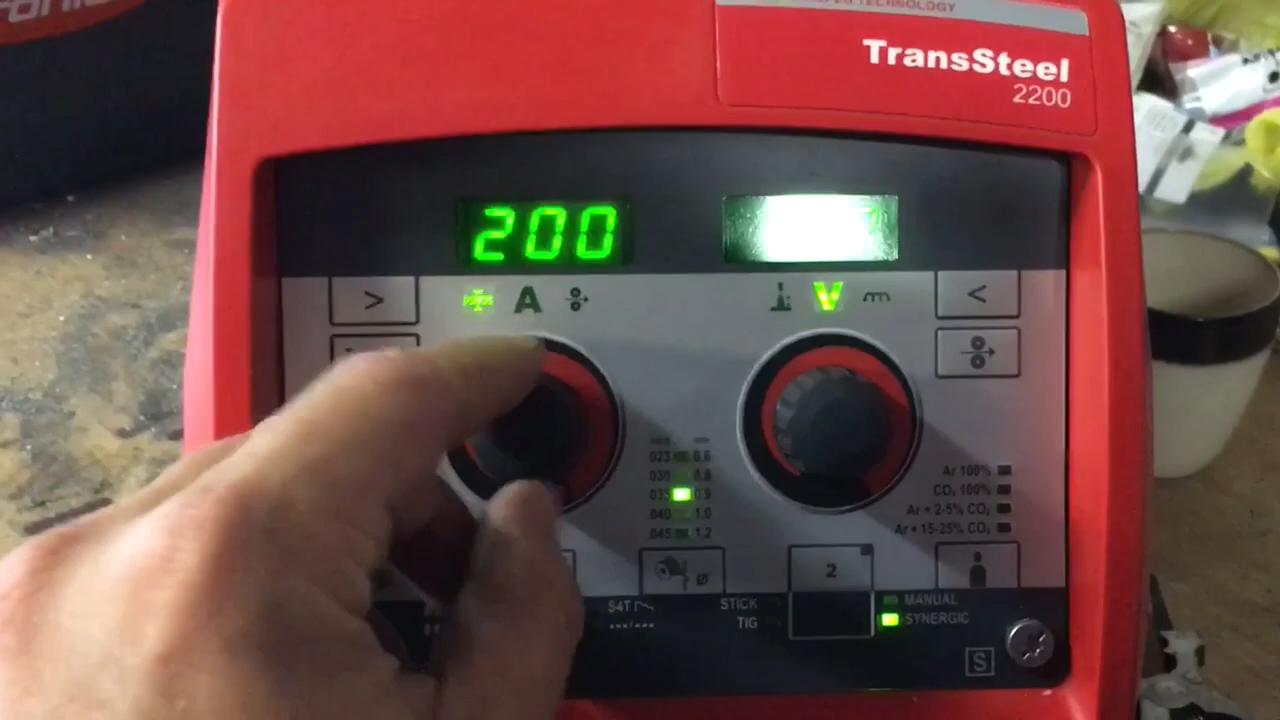 TECHNOLOGY
TransSteel
2200
200
>
A
V
<
023 0.6
030 0.8
035 0.9
040 1.0
045 1.2
Ar 100%
CO₂ 100%
Ar + 2-5% CO₂
Ar + 15-25% CO₂
Ø
2
S4T
STICK
TIG
MANUAL
SYNERGIC
S